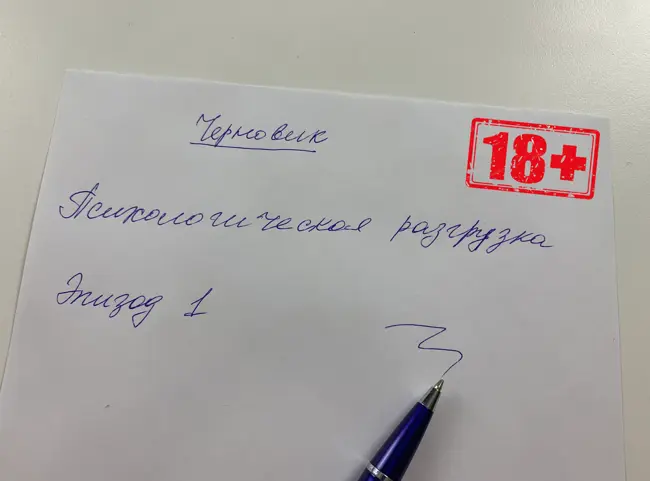 Черновик
18+
Психологическая разгрузка
Эпизод 1